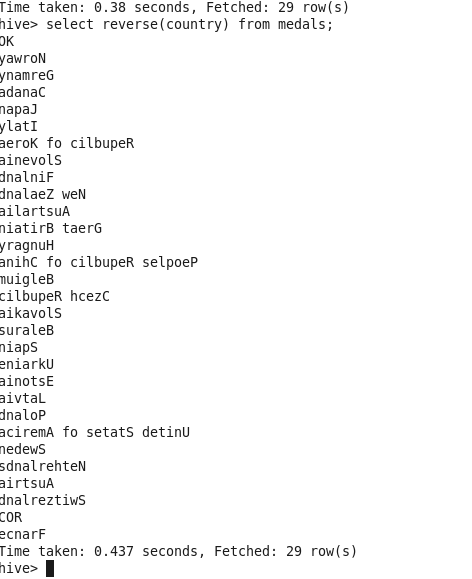 Time taken: 0.38 seconds, Fetched: 29 row(s)
hive> select reverse(country) from medals;
OK
yawroN
ynamreG
adanaC
napaJ
ylatI
aeroK fo cilbupeR
ainevolS
dnalniF
dnalaeZ weN
ailartsuA
niatirB taerG
yragnuH
anihC fo cilbupeR selpoeP
muigleB
cilbupeR hcezC
aikavolS
suraleB
niapS
eniarkU
ainotsE
aivtaL
dnaloP
aciremA fo setatS detinU
nedewS
sdnalrehteN
airtsuA
dnalreztiwS
COR
ecnarF
Time taken: 0.437 seconds, Fetched: 29 row(s)
hive>